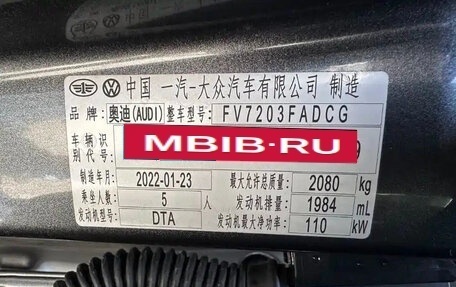 中国 一汽-大众汽车有限公司 制造
品 牌: 奥迪(AUDI) 整车型号: FV7203FADCG
车 辆 识
别 代 号:
MBIB-RU
9
制造年月 2022-01-23 最大允许总质量: 2080 kg
乘坐人数: 5 人 发动机排量: 1984 mL
发动机型号: DTA 发动机最大净功率: 110 kW